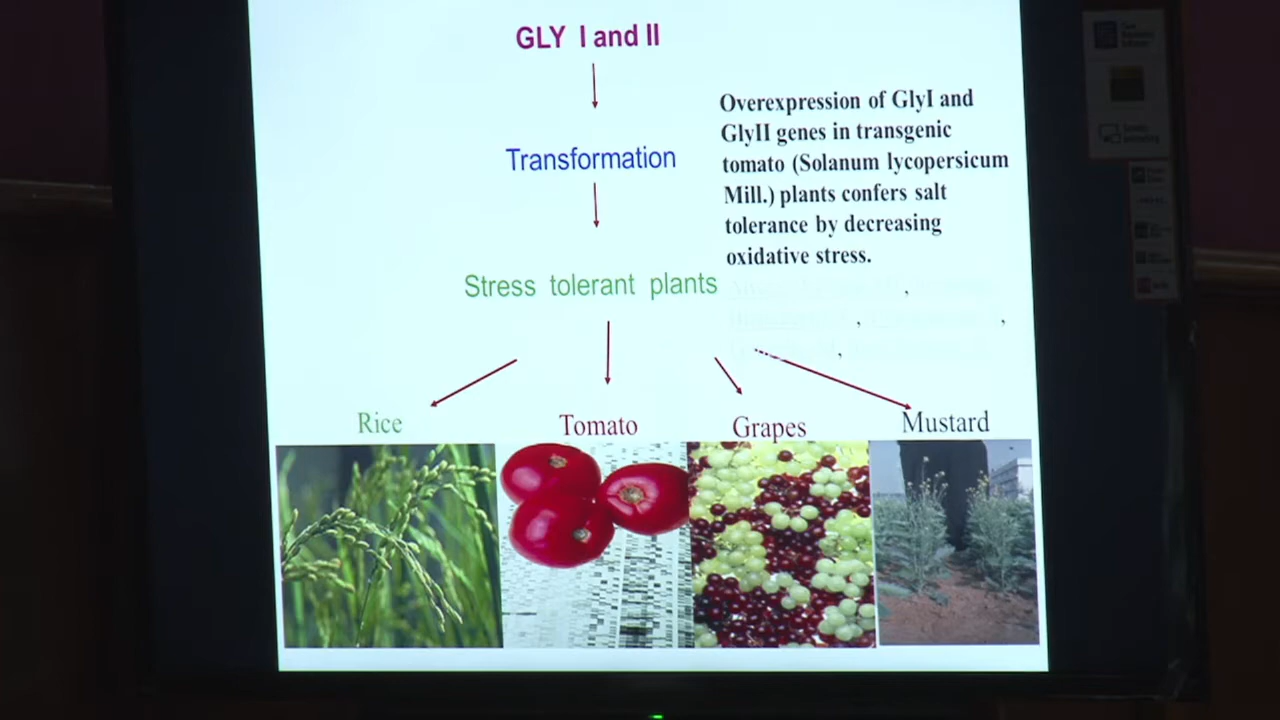 GLY I and II
Transformation
Stress tolerant plants
Overexpression of GlyI and
GlyII genes in transgenic
tomato (Solanum lycopersicum
Mill.) plants confers salt
tolerance by decreasing
oxidative stress.
Rice
Tomato
Grapes
Mustard